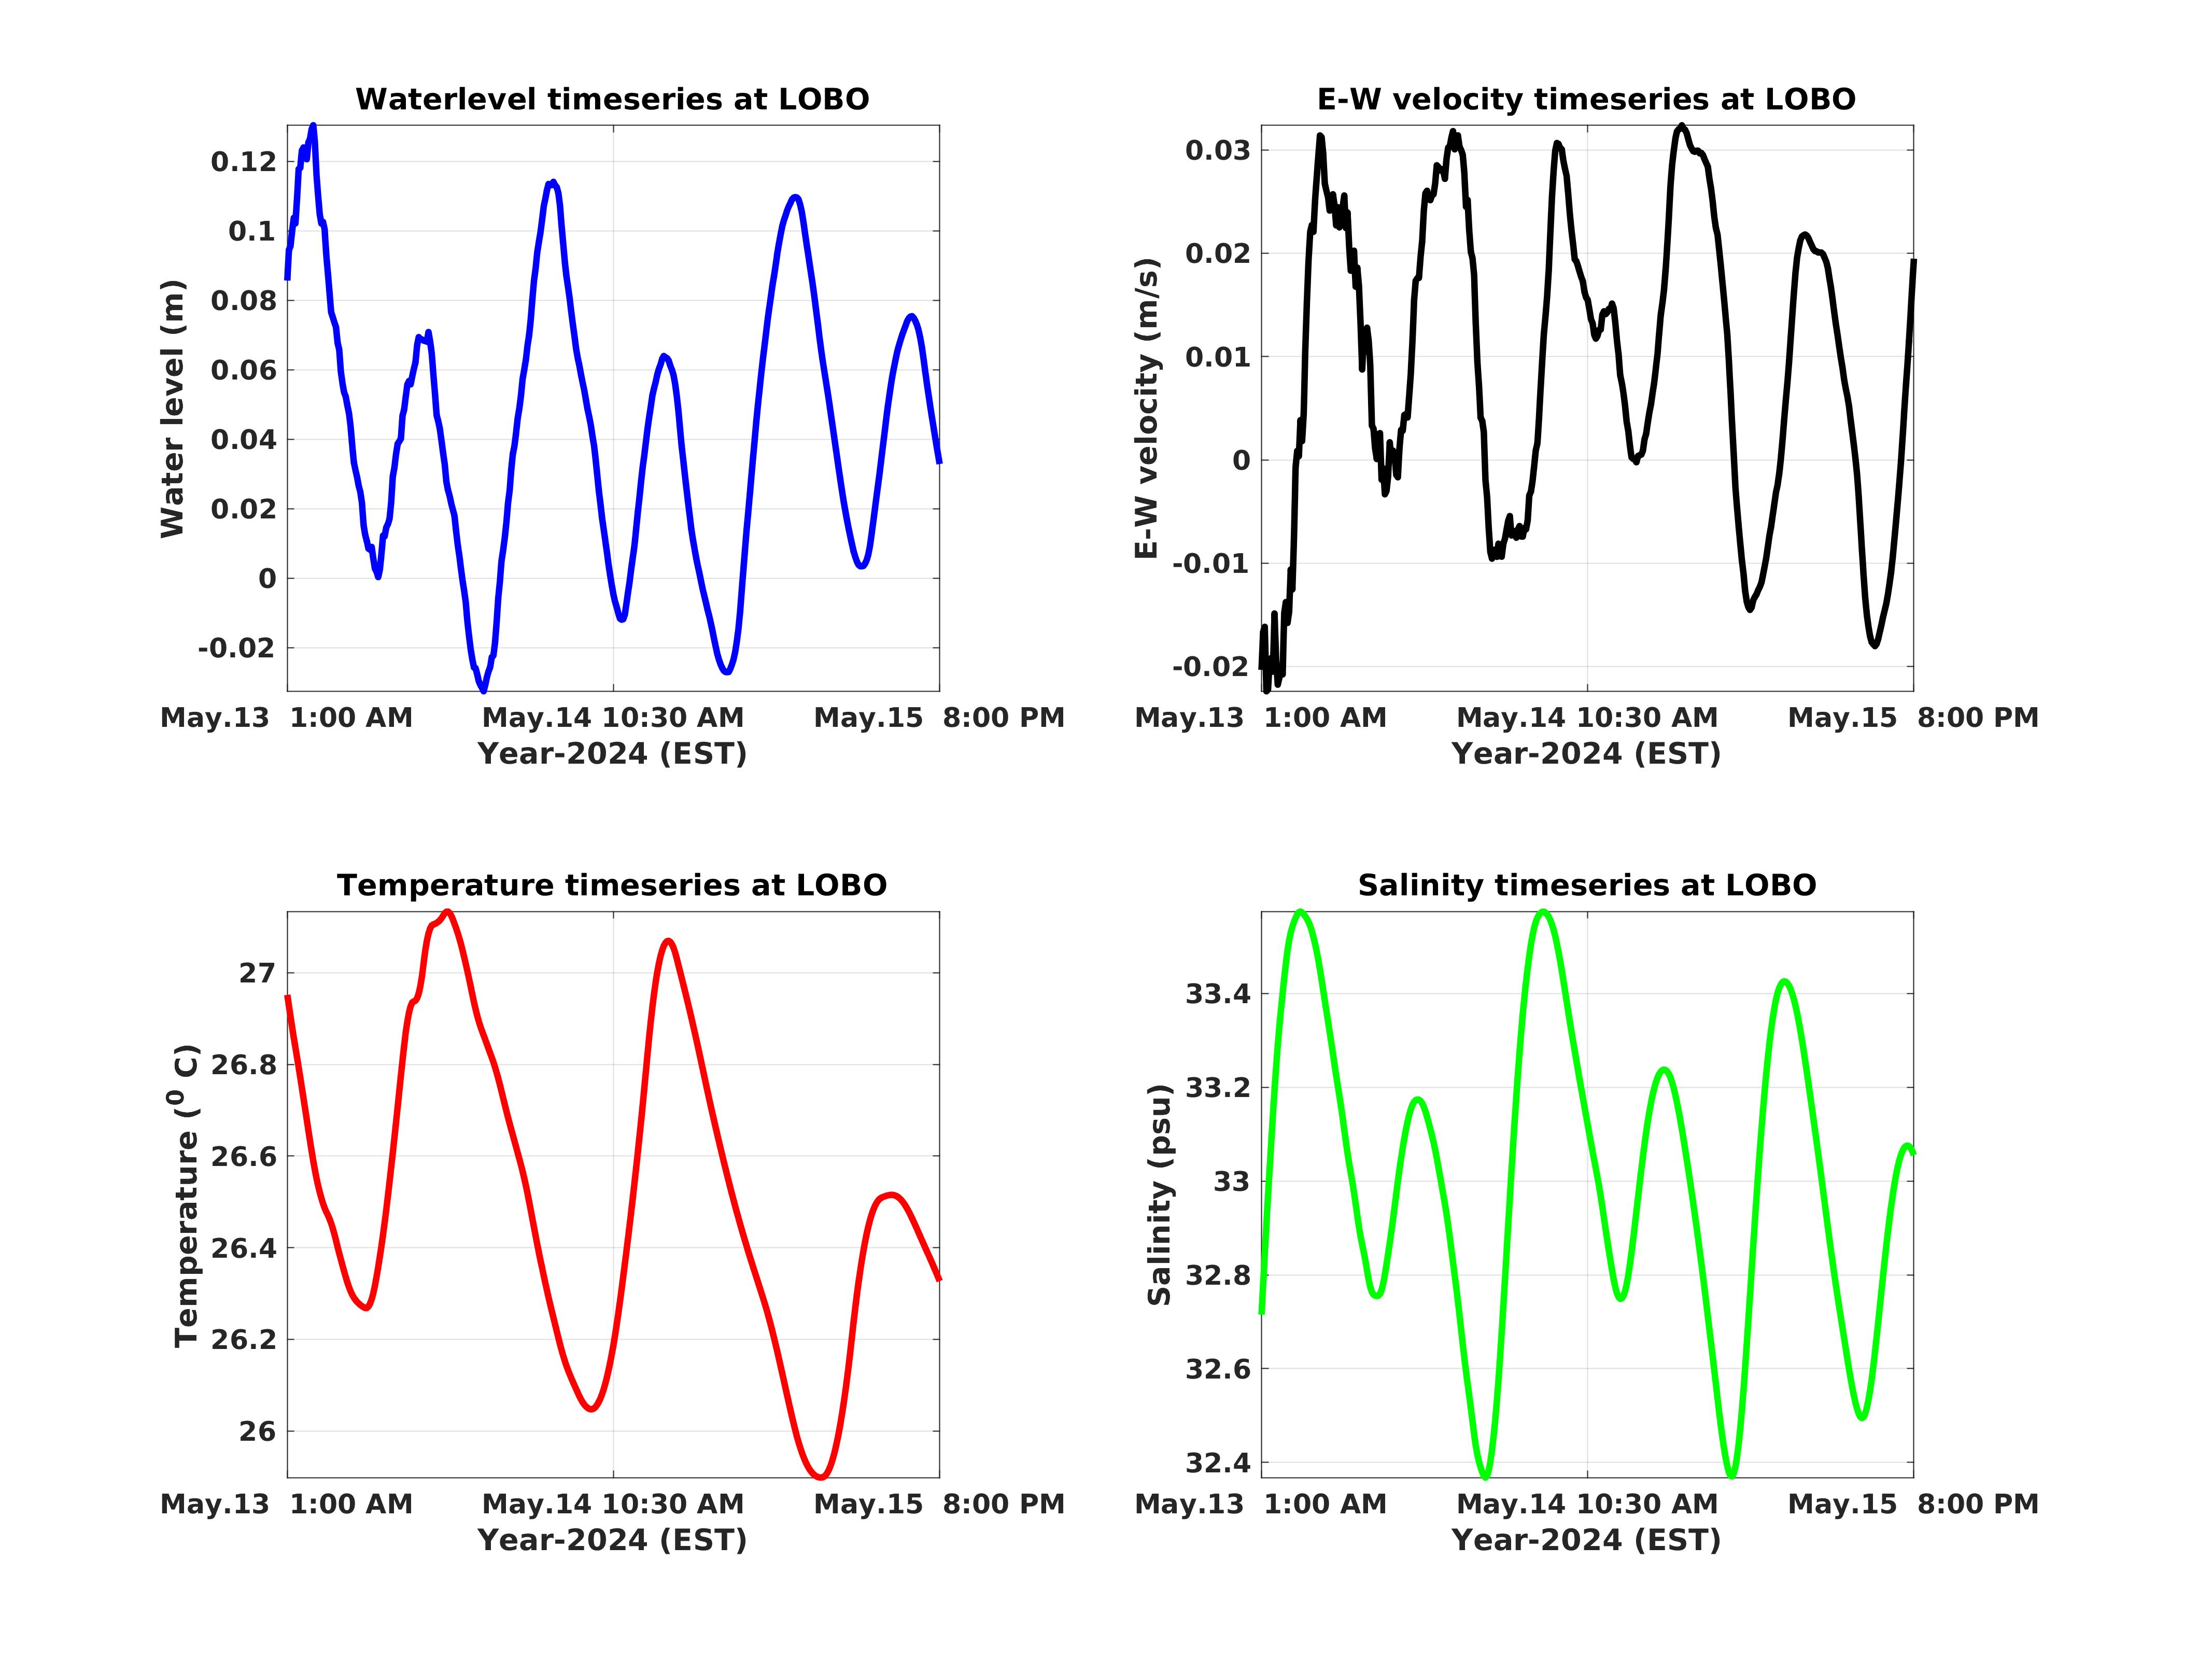 Waterlevel timeseries at LOBO
0.12
0.1
0.08
0.06
0.04
0.02
0
-0.02
Water level (m)
May.13  1:00 AM
May.14 10:30 AM
May.15  8:00 PM
Year-2024 (EST)
E-W velocity timeseries at LOBO
0.03
0.02
0.01
0
-0.01
-0.02
E-W velocity (m/s)
May.13  1:00 AM
May.14 10:30 AM
May.15  8:00 PM
Year-2024 (EST)
Temperature timeseries at LOBO
27
26.8
26.6
26.4
26.2
26
Temperature (⁰ C)
May.13  1:00 AM
May.14 10:30 AM
May.15  8:00 PM
Year-2024 (EST)
Salinity timeseries at LOBO
33.4
33.2
33
32.8
32.6
32.4
Salinity (psu)
May.13  1:00 AM
May.14 10:30 AM
May.15  8:00 PM
Year-2024 (EST)